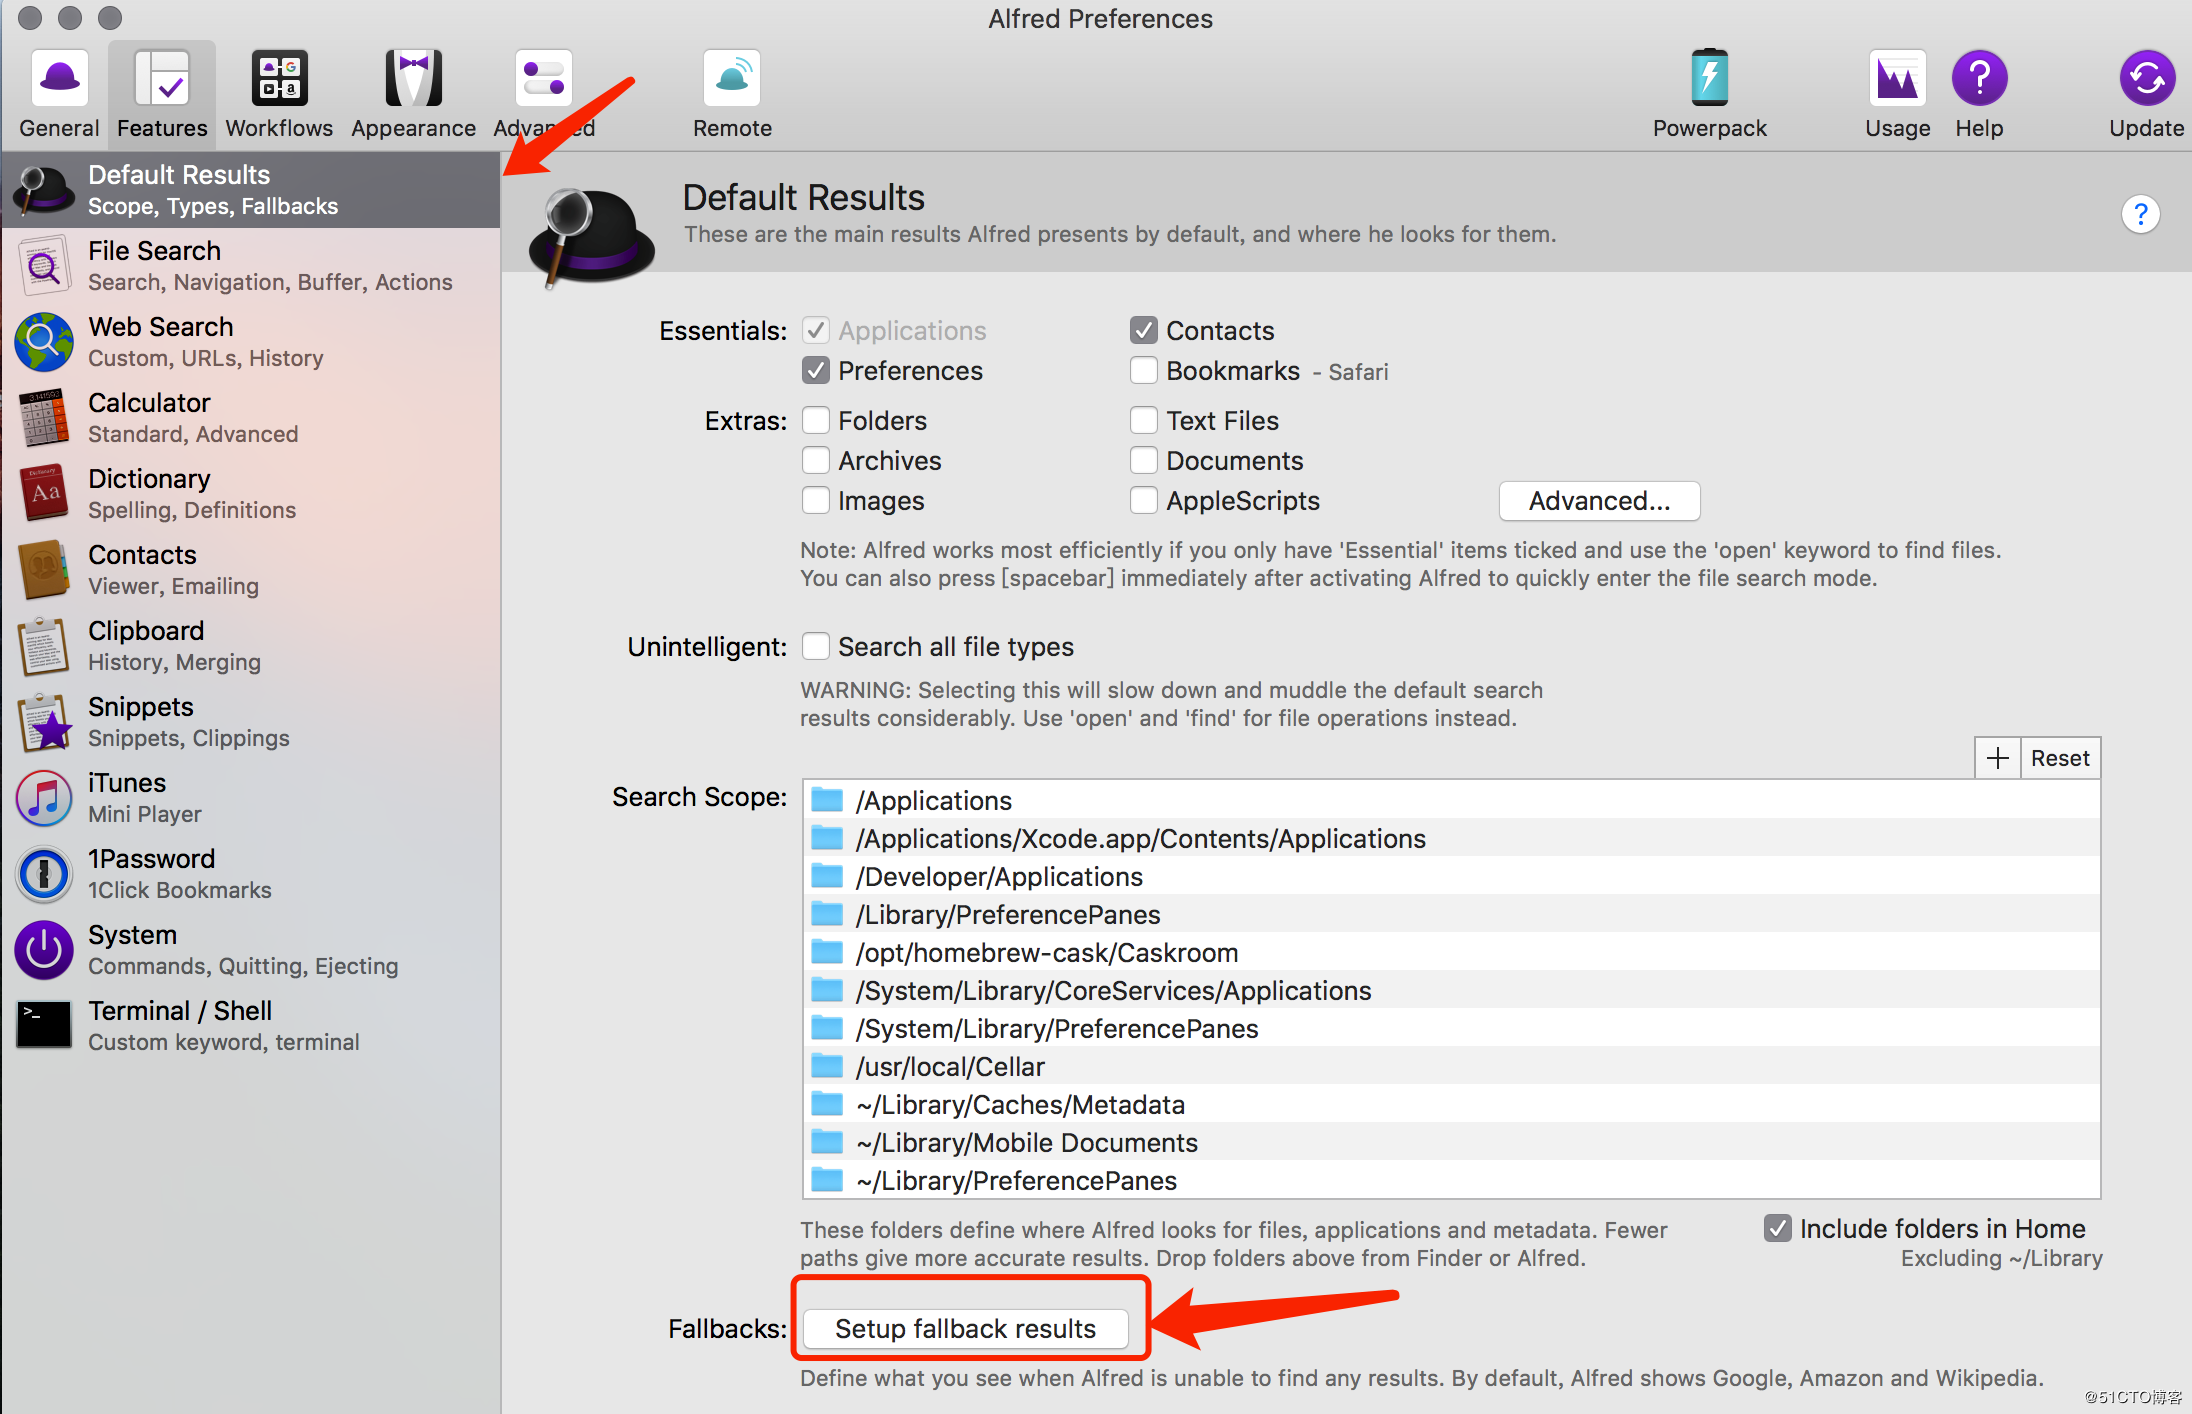 Alfred Preferences
General
Features
Workflows
Appearance
Advanced
Remote
Powerpack
Usage
Help
Update
Default Results
Scope, Types, Fallbacks
File Search
Search, Navigation, Buffer, Actions
Web Search
Custom, URLs, History
Calculator
Standard, Advanced
Dictionary
Spelling, Definitions
Contacts
Viewer, Emailing
Clipboard
History, Merging
Snippets
Snippets, Clippings
iTunes
Mini Player
1Password
1Click Bookmarks
System
Commands, Quitting, Ejecting
Terminal / Shell
Custom keyword, terminal
Default Results
These are the main results Alfred presents by default, and where he looks for them.
?
Essentials:
Applications
Contacts
Preferences
Bookmarks - Safari
Extras:
Folders
Text Files
Archives
Documents
Images
AppleScripts
Advanced...
Note: Alfred works most efficiently if you only have 'Essential' items ticked and use the 'open' keyword to find files.
You can also press [spacebar] immediately after activating Alfred to quickly enter the file search mode.
Unintelligent:
Search all file types
WARNING: Selecting this will slow down and muddle the default search
results considerably. Use 'open' and 'find' for file operations instead.
+
Reset
Search Scope:
/Applications
/Applications/Xcode.app/Contents/Applications
/Developer/Applications
/Library/PreferencePanes
/opt/homebrew-cask/Caskroom
/System/Library/CoreServices/Applications
/System/Library/PreferencePanes
/usr/local/Cellar
~/Library/Caches/Metadata
~/Library/Mobile Documents
~/Library/PreferencePanes
These folders define where Alfred looks for files, applications and metadata. Fewer
paths give more accurate results. Drop folders above from Finder or Alfred.
Include folders in Home
Excluding ~/Library
Fallbacks:
Setup fallback results
Define what you see when Alfred is unable to find any results. By default, Alfred shows Google, Amazon and Wikipedia.
@51CTO博客